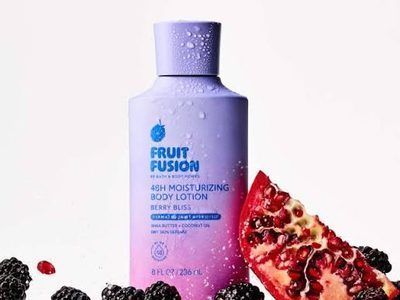 FRUIT
FUSION
BY BATH & BODY WORKS
48H MOISTURIZING
BODY LOTION
BERRY BLISS
SHEA BUTTER + COCONUT OIL
8 FL OZ / 236 mL